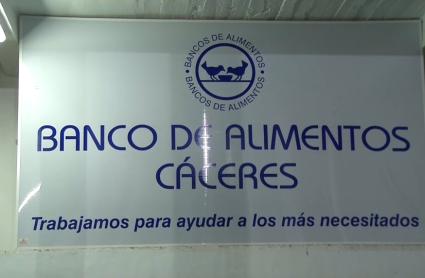 BANCOS DE ALIMENTOS
BANCOS DE ALIMENTOS
BANCO DE ALIMENTOS
CÁCERES
Trabajamos para ayudar a los más necesitados